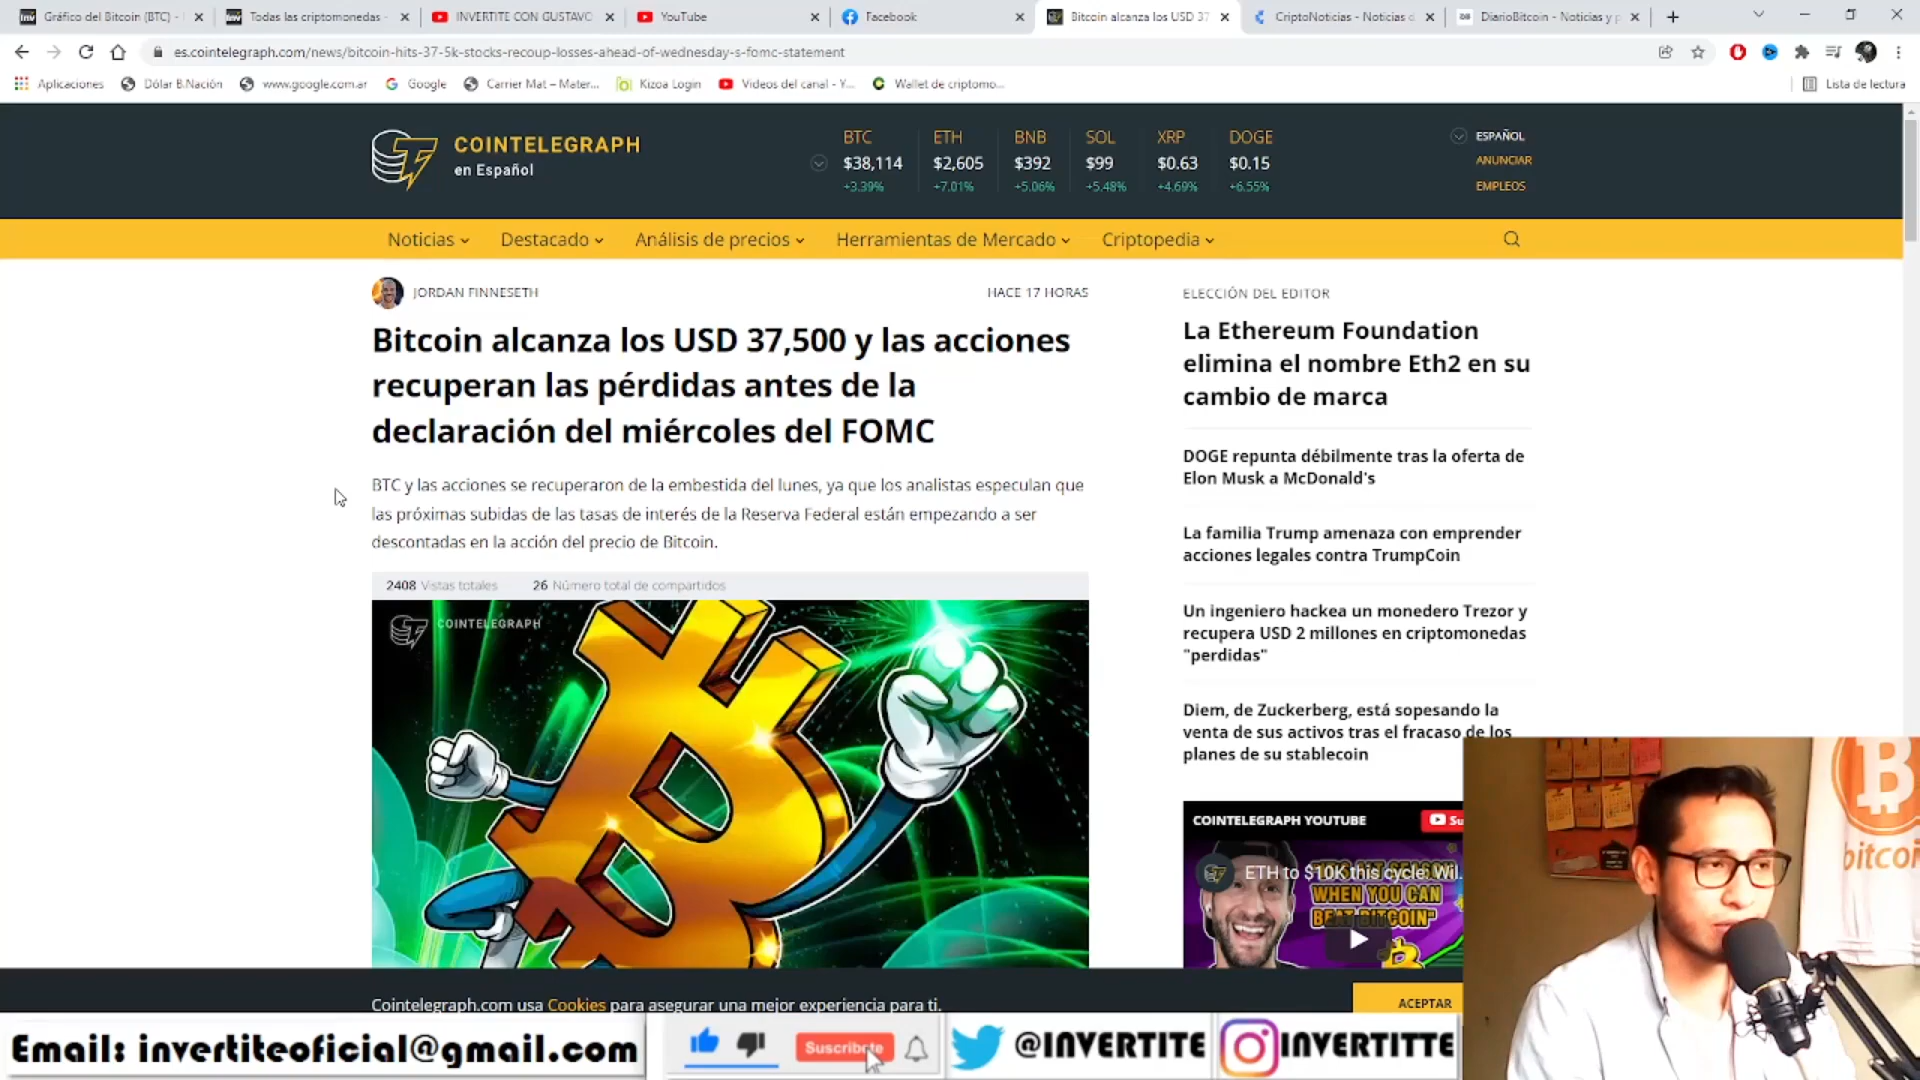 Gráfico del Bitcoin (BTC) -
Todas las criptomonedas -
INVERTITE CON GUSTAVO
YouTube
Facebook
Bitcoin alcanza los USD 37
CriptoNoticias - Noticias d
DiarioBitcoin - Noticias y p
es.cointelegraph.com/news/bitcoin-hits-37-5k-stocks-recoup-losses-ahead-of-wednesday-s-fomc-statement
Aplicaciones
Dólar B.Nación
www.google.com.ar
Google
Carrier Mat – Mater...
Kizoa Login
Videos del canal - Y...
Wallet de criptomo...
Lista de lectura
COINTELEGRAPH
en Español
BTC ETH BNB SOL XRP DOGE
$38,114 $2,605 $392 $99 $0.63 $0.15
+3.39% +7.01% +5.06% +5.48% +4.69% +6.55%
ESPAÑOL
ANUNCIAR
EMPLEOS
Noticias
Destacado
Análisis de precios
Herramientas de Mercado
Criptopedia
JORDAN FINNESETH
HACE 17 HORAS
Bitcoin alcanza los USD 37,500 y las acciones
recuperan las pérdidas antes de la
declaración del miércoles del FOMC
BTC y las acciones se recuperaron de la embestida del lunes, ya que los analistas especulan que
las próximas subidas de las tasas de interés de la Reserva Federal están empezando a ser
descontadas en la acción del precio de Bitcoin.
2408 Vistas totales
26 Número total de compartidos
COINTELEGRAPH
ELECCIÓN DEL EDITOR
La Ethereum Foundation
elimina el nombre Eth2 en su
cambio de marca
DOGE repunta débilmente tras la oferta de
Elon Musk a McDonald's
La familia Trump amenaza con emprender
acciones legales contra TrumpCoin
Un ingeniero hackea un monedero Trezor y
recupera USD 2 millones en criptomonedas
"perdidas"
Diem, de Zuckerberg, está sopesando la
venta de sus activos tras el fracaso de los
planes de su stablecoin
COINTELEGRAPH YOUTUBE
Su
ETH to $10K this cycle: Wil...
WHEN YOU CAN
BEAT BITCOIN"
bitcoi
Cointelegraph.com usa Cookies para asegurar una mejor experiencia para ti.
ACEPTAR
Email: invertiteoficial@gmail.com
Suscribete
@INVERTITE
INVERTITTE